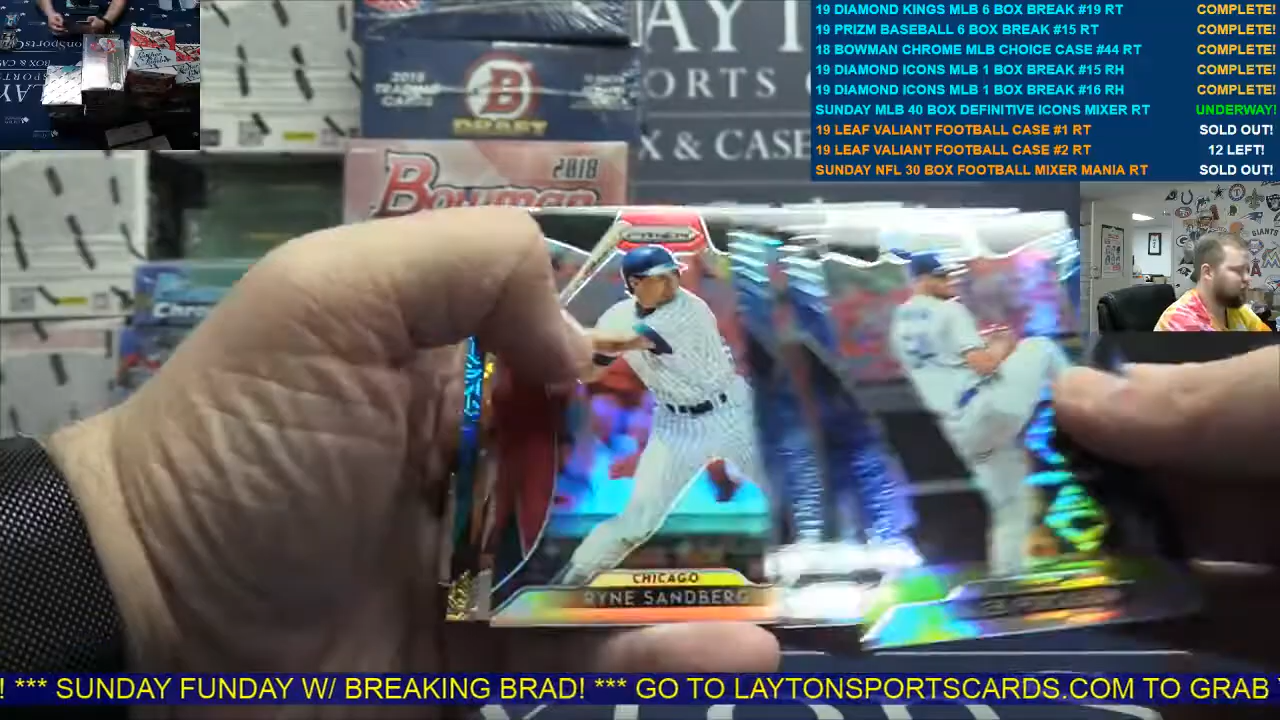 19 DIAMOND KINGS MLB 6 BOX BREAK #19 RT COMPLETE!
19 PRIZM BASEBALL 6 BOX BREAK #15 RT COMPLETE!
18 BOWMAN CHROME MLB CHOICE CASE #44 RT COMPLETE!
19 DIAMOND ICONS MLB 1 BOX BREAK #15 RH COMPLETE!
19 DIAMOND ICONS MLB 1 BOX BREAK #16 RH COMPLETE!
SUNDAY MLB 40 BOX DEFINITIVE ICONS MIXER RT UNDERWAY!
19 LEAF VALIANT FOOTBALL CASE #1 RT SOLD OUT!
19 LEAF VALIANT FOOTBALL CASE #2 RT 12 LEFT!
SUNDAY NFL 30 BOX FOOTBALL MIXER MANIA RT SOLD OUT!
B
DRAFT
2018
Bowman
X & CASE
PRIZM
CHICAGO
RYNE SANDBERG
! *** SUNDAY FUNDAY W/ BREAKING BRAD! *** GO TO LAYTONSPORTSCARDS.COM TO GRAB